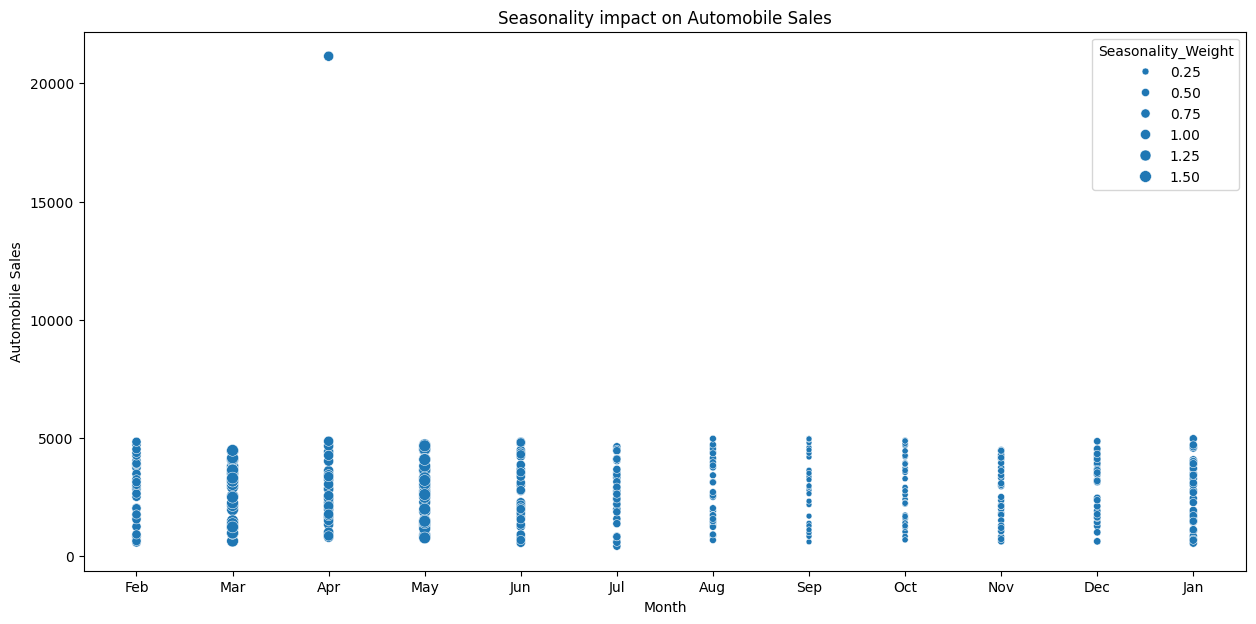 Seasonality impact on Automobile Sales
Seasonality_Weight
0.25
0.50
0.75
1.00
1.25
1.50
Automobile Sales
20000
15000
10000
5000
0
Feb Mar Apr May Jun Jul Aug Sep Oct Nov Dec Jan
Month